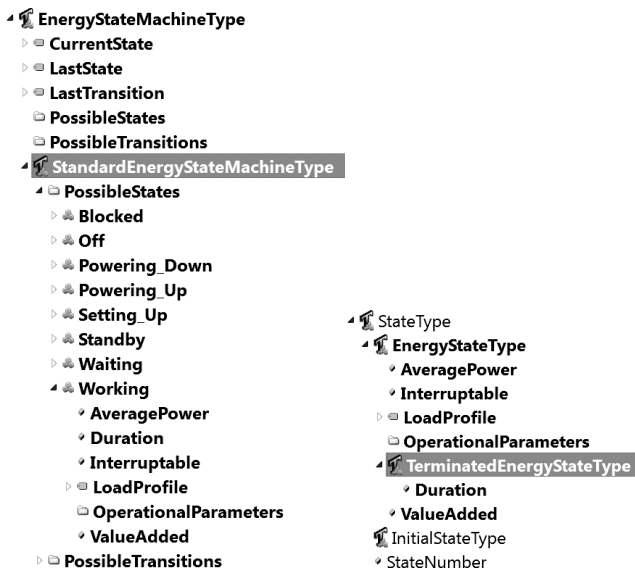 EnergyStateMachineType
CurrentState
LastState
LastTransition
PossibleStates
PossibleTransitions
StandardEnergyStateMachineType
PossibleStates
Blocked
Off
Powering_Down
Powering_Up
Setting_Up
Standby
Waiting
Working
AveragePower
Duration
Interruptable
LoadProfile
OperationalParameters
ValueAdded
PossibleTransitions
StateType
EnergyStateType
AveragePower
Interruptable
LoadProfile
OperationalParameters
TerminatedEnergyStateType
Duration
ValueAdded
InitialStateType
StateNumber